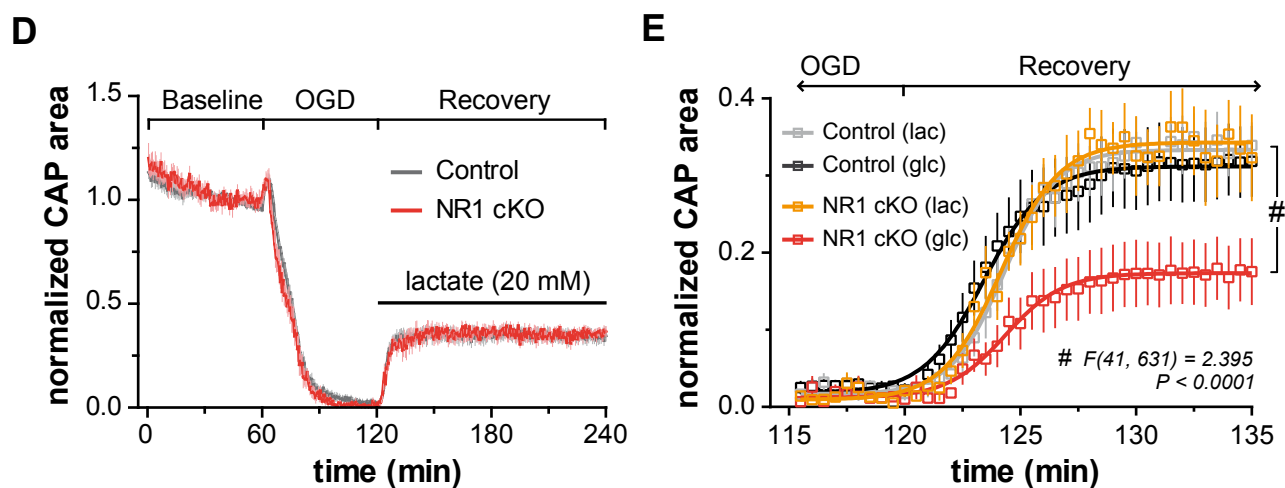 D
Baseline OGD Recovery
Control
NR1 cKO
lactate (20 mM)
normalized CAP area
1.5
1.0
0.5
0.0
0 60 120 180 240
time (min)
E
OGD Recovery
Control (lac)
Control (glc)
NR1 cKO (lac)
NR1 cKO (glc)
#
# F(41, 631) = 2.395
P < 0.0001
normalized CAP area
0.4
0.2
0.0
115 120 125 130 135
time (min)